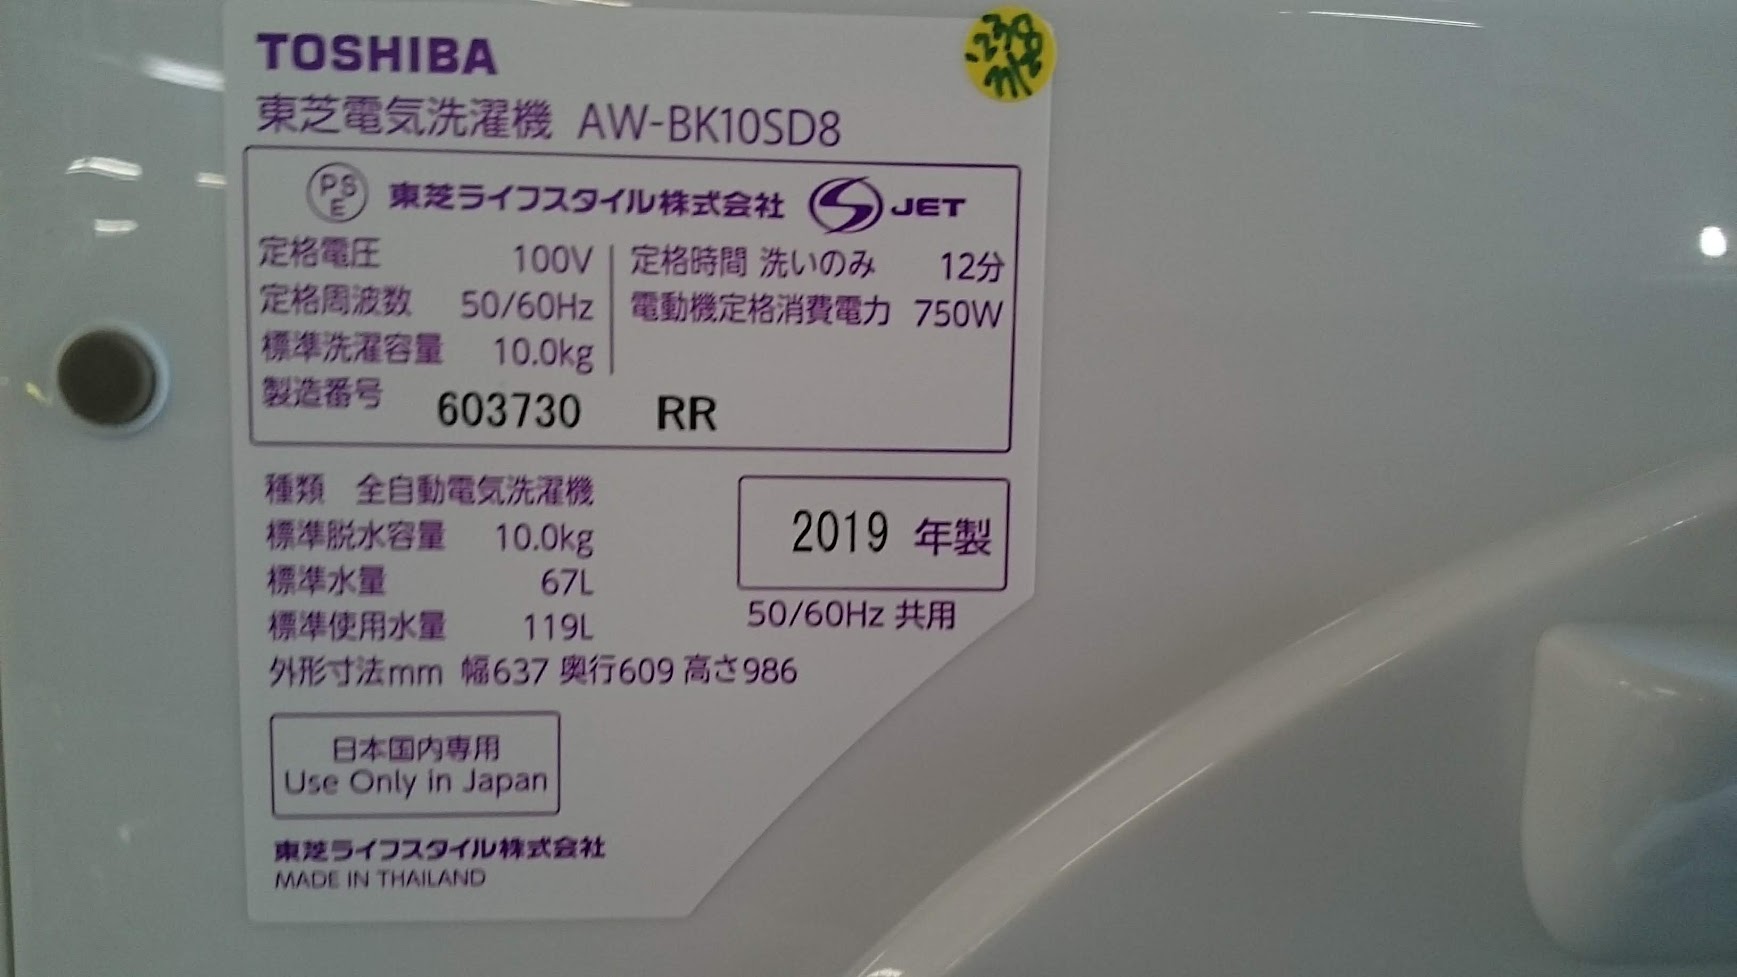 TOSHIBA
東芝電気洗濯機 AW-BK10SD8
PSE 東芝ライフスタイル株式会社 S JET
定格電圧 100V 定格時間 洗いのみ 12分
定格周波数 50/60Hz 電動機定格消費電力 750W
標準洗濯容量 10.0kg
製造番号 603730 RR
種類 全自動電気洗濯機
標準脱水容量 10.0kg 2019 年製
標準水量 67L
標準使用水量 119L 50/60Hz 共用
外形寸法mm 幅637 奥行609 高さ986
日本国内専用
Use Only in Japan
東芝ライフスタイル株式会社
MADE IN THAILAND